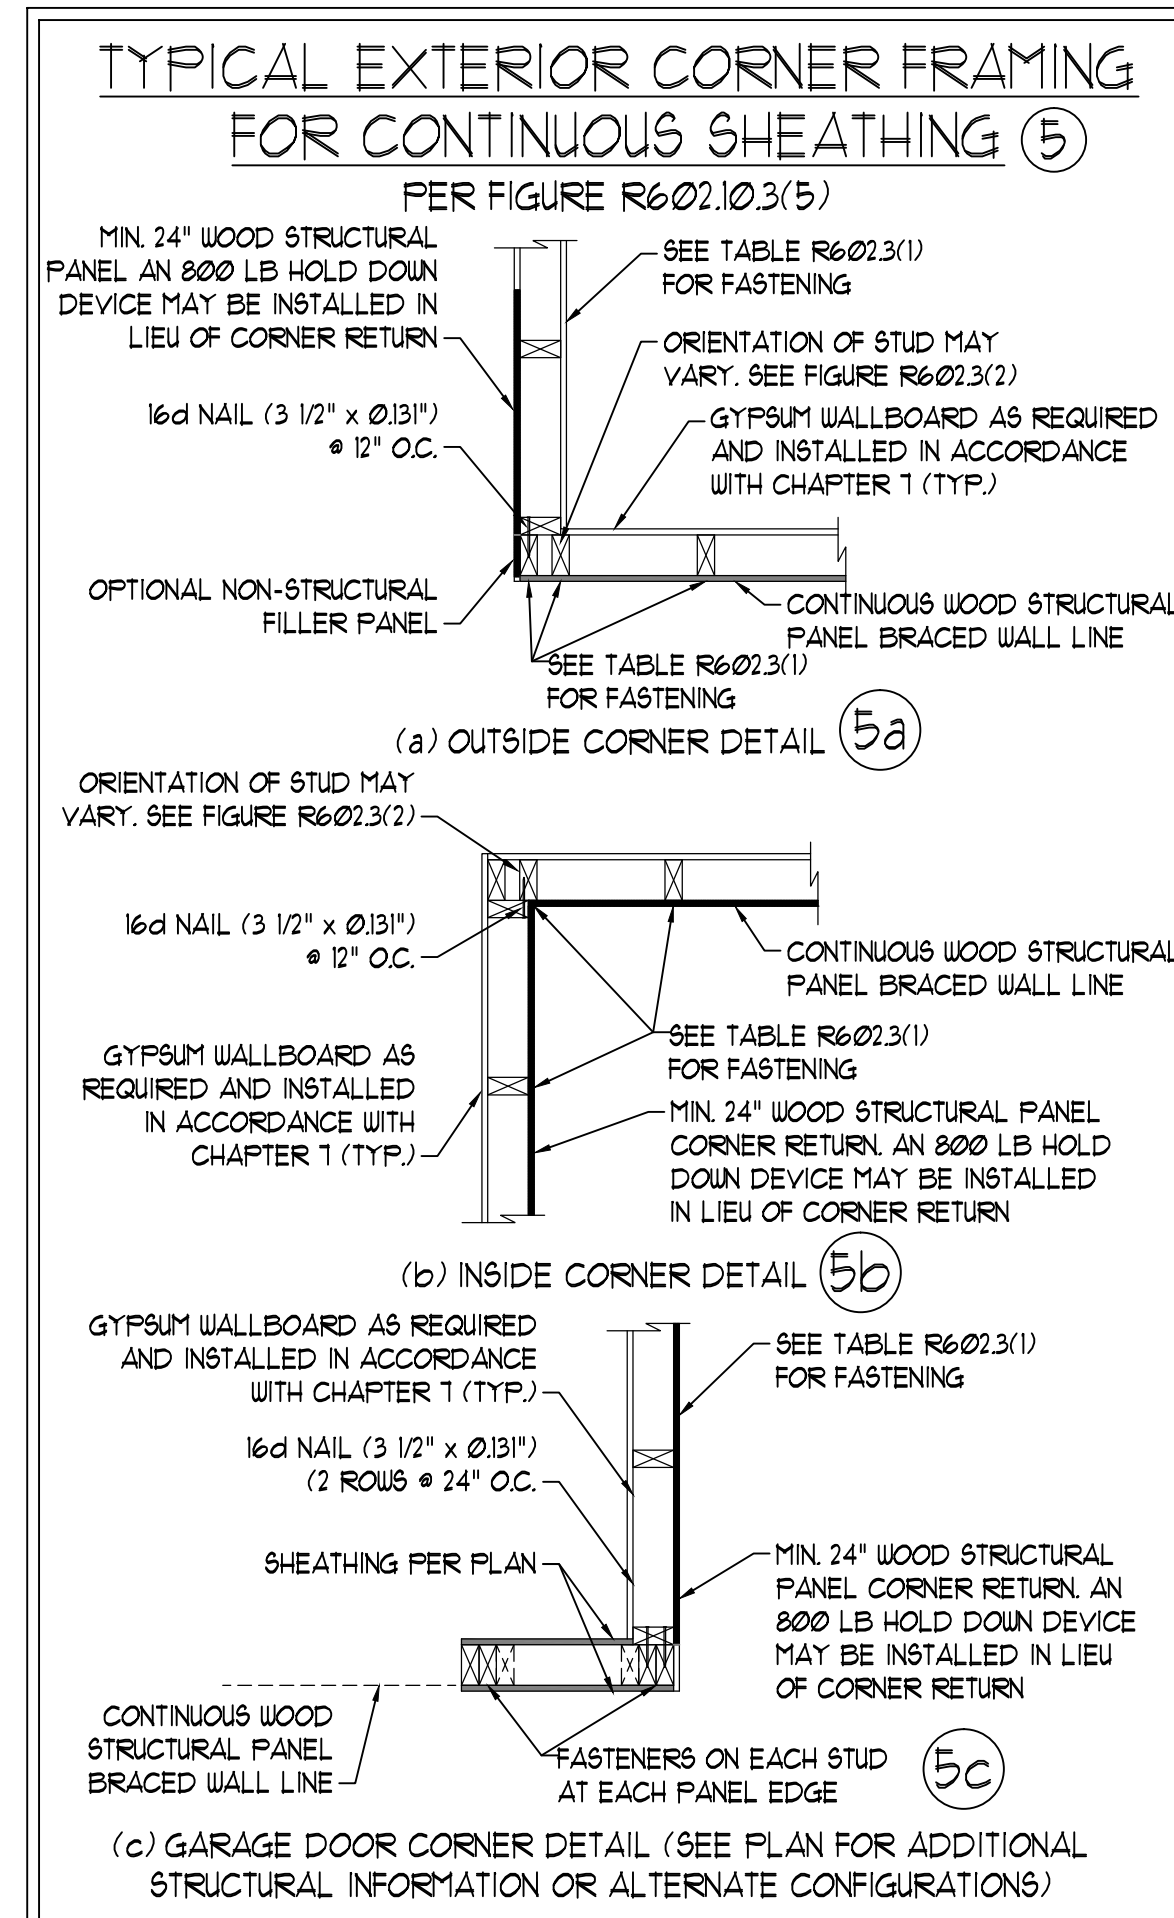 TYPICAL EXTERIOR CORNER FRAMING
FOR CONTINUOUS SHEATHING 5
PER FIGURE R602.10.3(5)
MIN. 24" WOOD STRUCTURAL
PANEL AN 800 LB HOLD DOWN
DEVICE MAY BE INSTALLED IN
LIEU OF CORNER RETURN
16d NAIL (3 1/2" x 0.131")
@ 12" O.C.
OPTIONAL NON-STRUCTURAL
FILLER PANEL
SEE TABLE R602.3(1)
FOR FASTENING
ORIENTATION OF STUD MAY
VARY. SEE FIGURE R602.3(2)
GYPSUM WALLBOARD AS REQUIRED
AND INSTALLED IN ACCORDANCE
WITH CHAPTER 7 (TYP.)
CONTINUOUS WOOD STRUCTURAL
PANEL BRACED WALL LINE
SEE TABLE R602.3(1)
FOR FASTENING
(a) OUTSIDE CORNER DETAIL 5a
ORIENTATION OF STUD MAY
VARY. SEE FIGURE R602.3(2)
16d NAIL (3 1/2" x 0.131")
@ 12" O.C.
GYPSUM WALLBOARD AS
REQUIRED AND INSTALLED
IN ACCORDANCE WITH
CHAPTER 7 (TYP.)
CONTINUOUS WOOD STRUCTURAL
PANEL BRACED WALL LINE
SEE TABLE R602.3(1)
FOR FASTENING
MIN. 24" WOOD STRUCTURAL PANEL
CORNER RETURN. AN 800 LB HOLD
DOWN DEVICE MAY BE INSTALLED
IN LIEU OF CORNER RETURN
(b) INSIDE CORNER DETAIL 5b
GYPSUM WALLBOARD AS REQUIRED
AND INSTALLED IN ACCORDANCE
WITH CHAPTER 7 (TYP.)
16d NAIL (3 1/2" x 0.131")
(2 ROWS @ 24" O.C.
SHEATHING PER PLAN
CONTINUOUS WOOD
STRUCTURAL PANEL
BRACED WALL LINE
SEE TABLE R602.3(1)
FOR FASTENING
MIN. 24" WOOD STRUCTURAL
PANEL CORNER RETURN. AN
800 LB HOLD DOWN DEVICE
MAY BE INSTALLED IN LIEU
OF CORNER RETURN
FASTENERS ON EACH STUD
AT EACH PANEL EDGE
5c
(c) GARAGE DOOR CORNER DETAIL (SEE PLAN FOR ADDITIONAL
STRUCTURAL INFORMATION OR ALTERNATE CONFIGURATIONS)